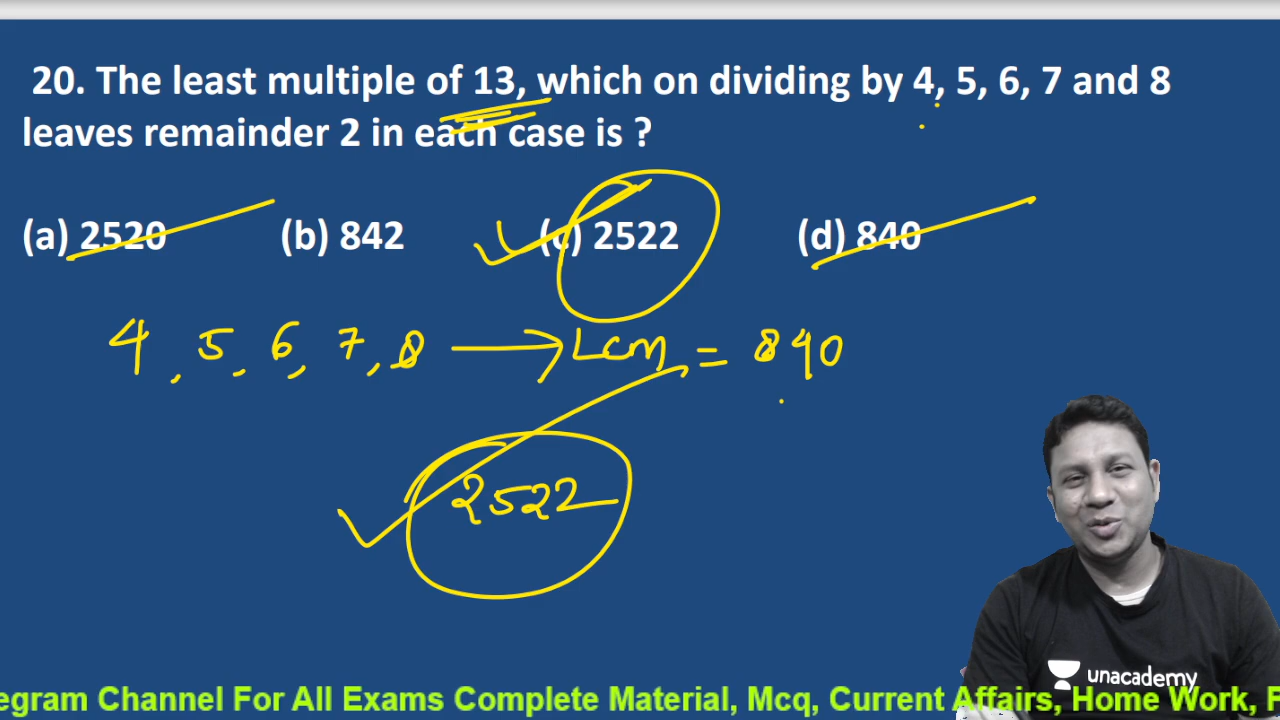 20. The least multiple of 13, which on dividing by 4, 5, 6, 7 and 8
leaves remainder 2 in each case is ?
(a) 2520 (b) 842 (c) 2522 (d) 840
4, 5, 6, 7, 8 → LCM = 840
2522
unacademy
egram Channel For All Exams Complete Material, Mcq, Current Affairs, Home Work, F